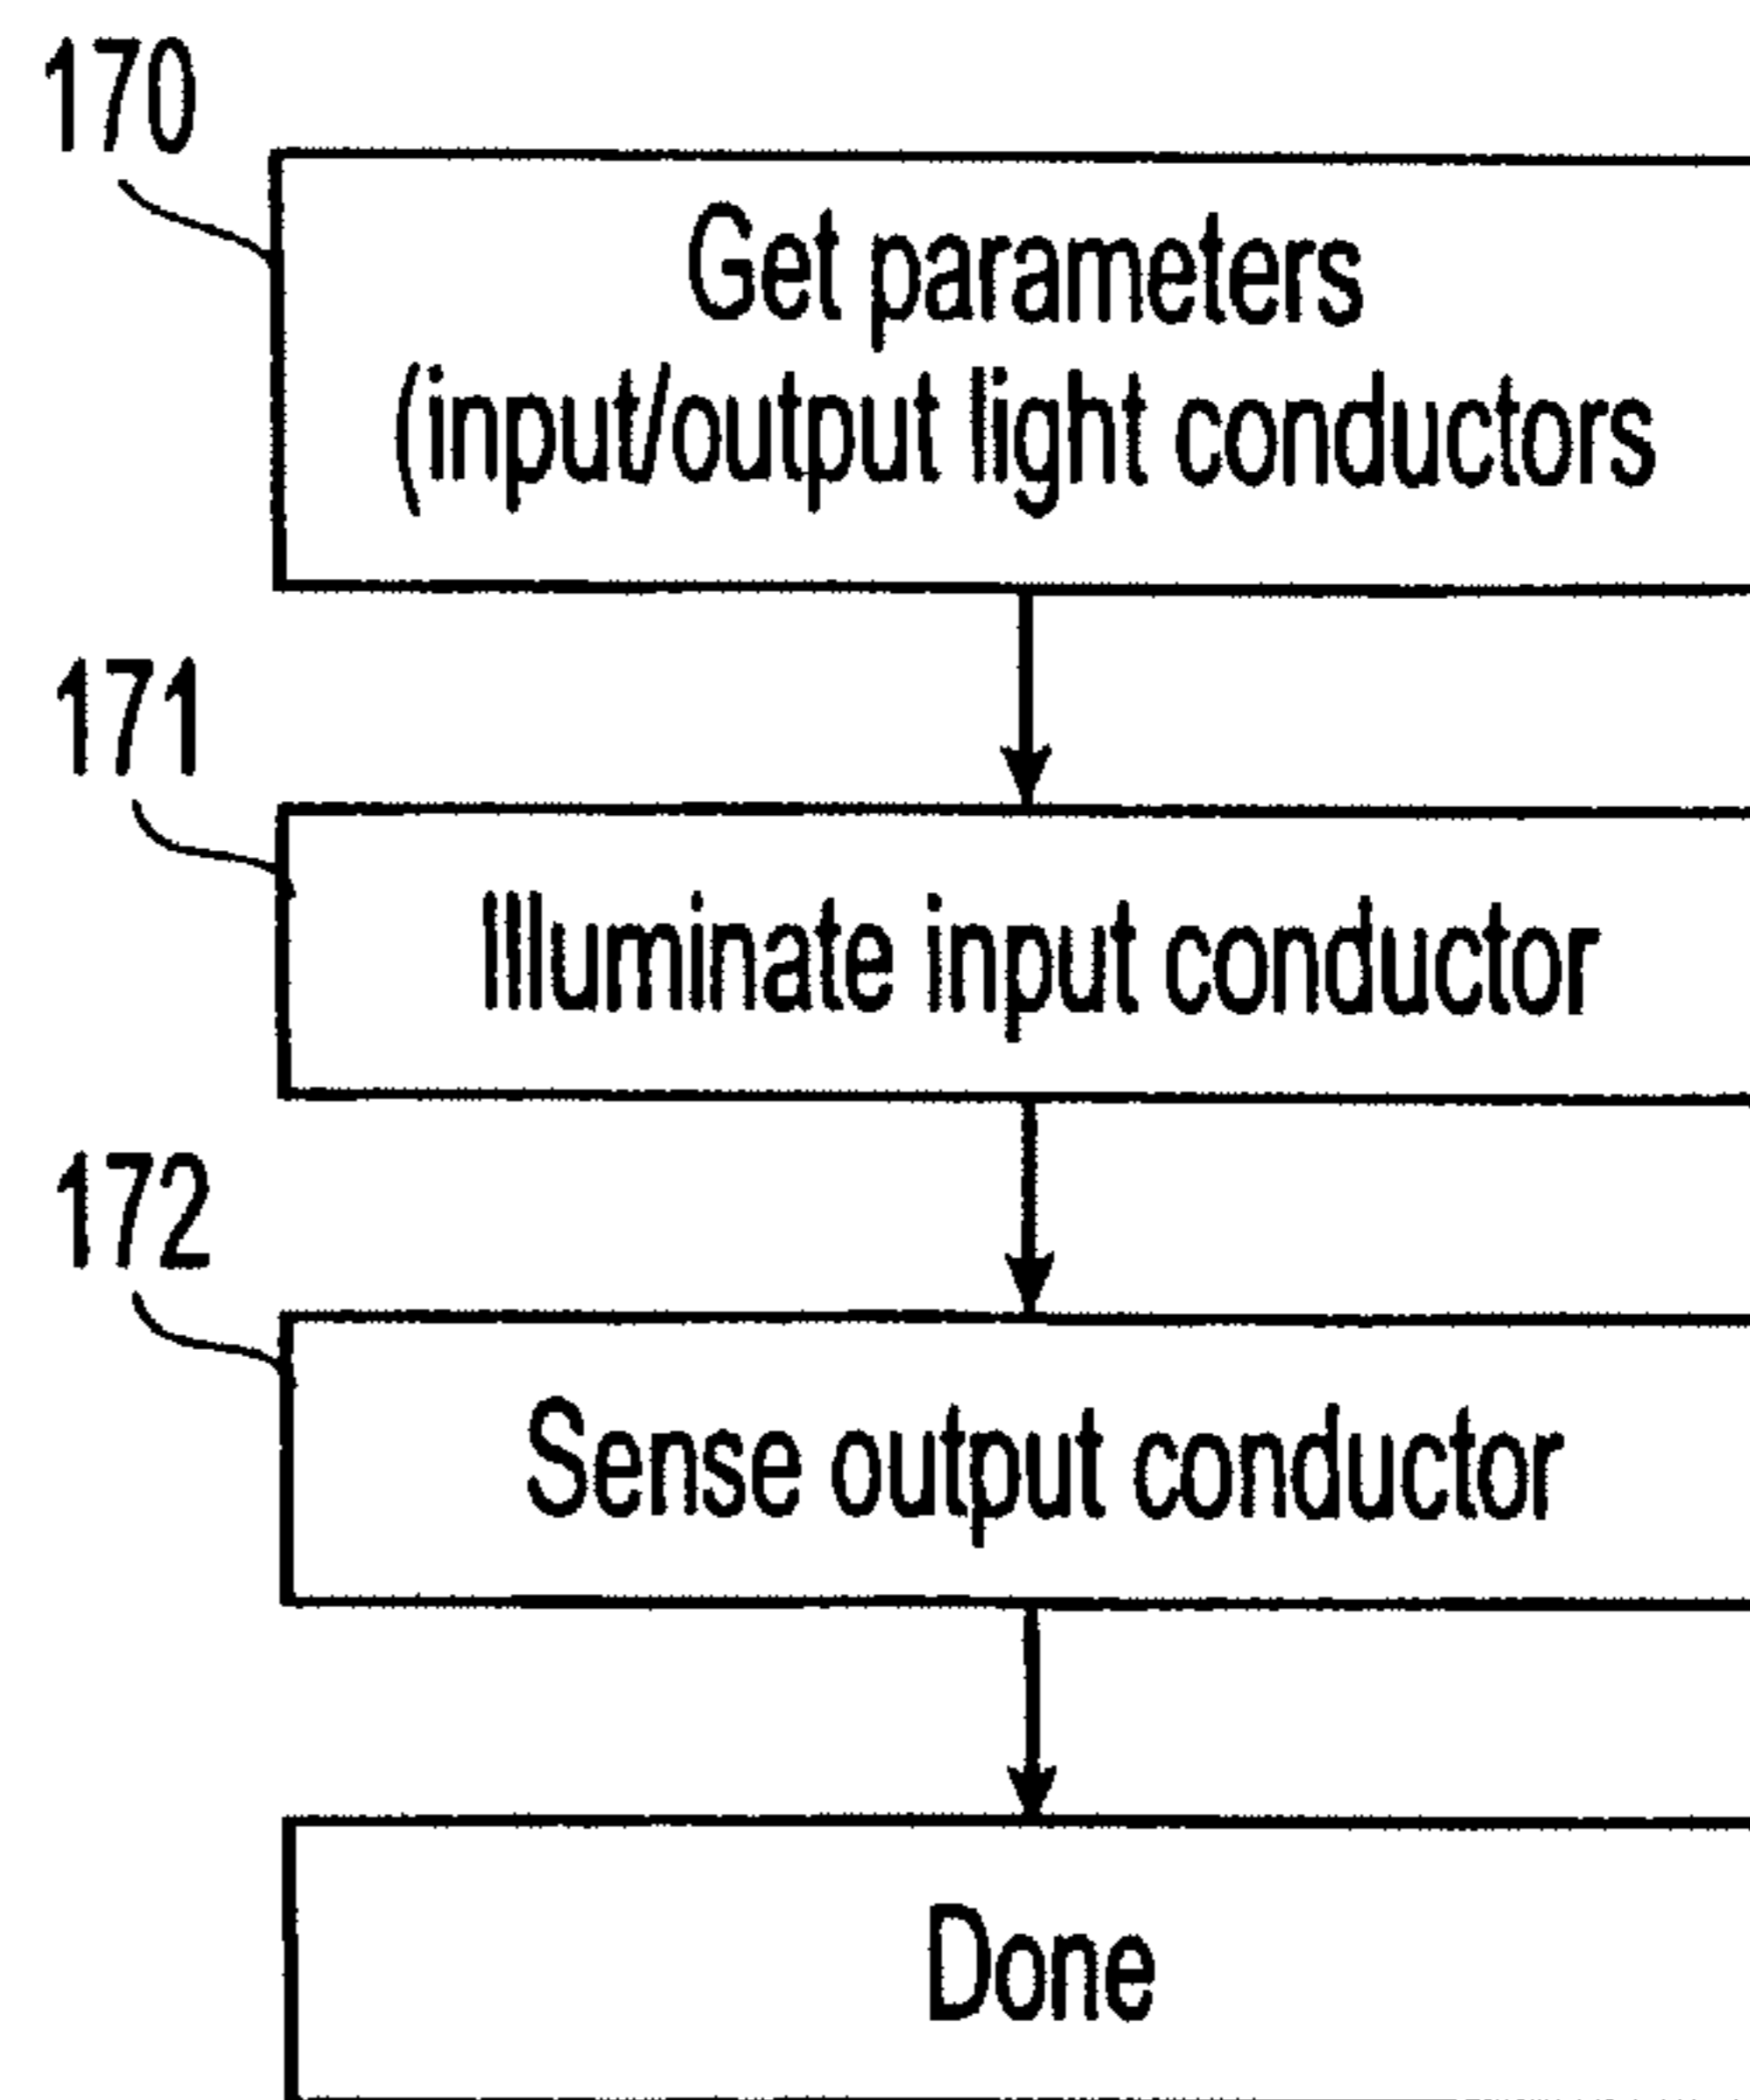 170
Get parameters
(input/output light conductors
171
Illuminate input conductor
172
Sense output conductor
Done